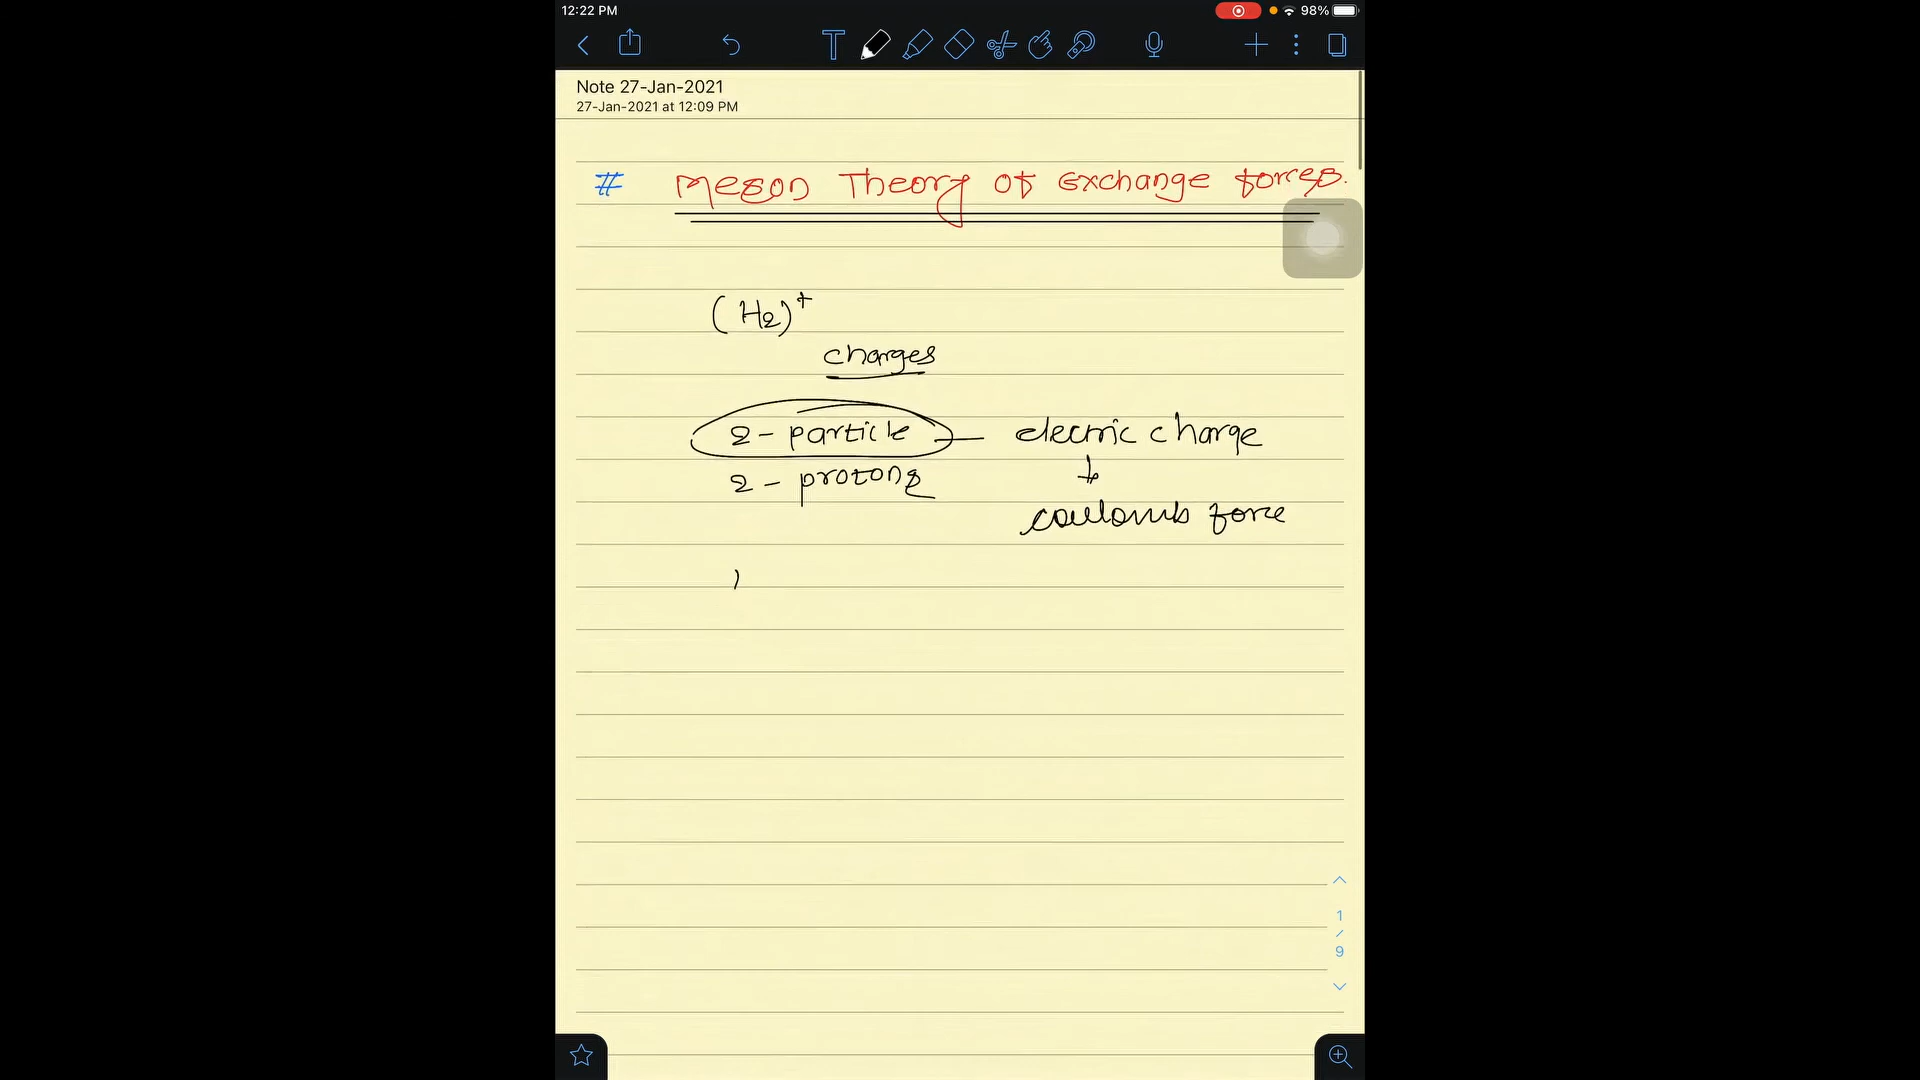 12:22 PM
98%
T
Note 27-Jan-2021
27-Jan-2021 at 12:09 PM
# Meson Theory of Exchange forces.
(H2)+
charges
2 - particle — electric charge
↓
2 - protons
coulomb force
1
/
9